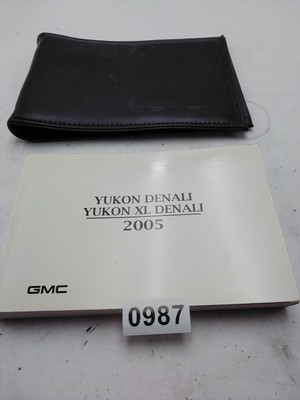 YUKON DENALI
YUKON XL DENALI
2005
GMC
0987